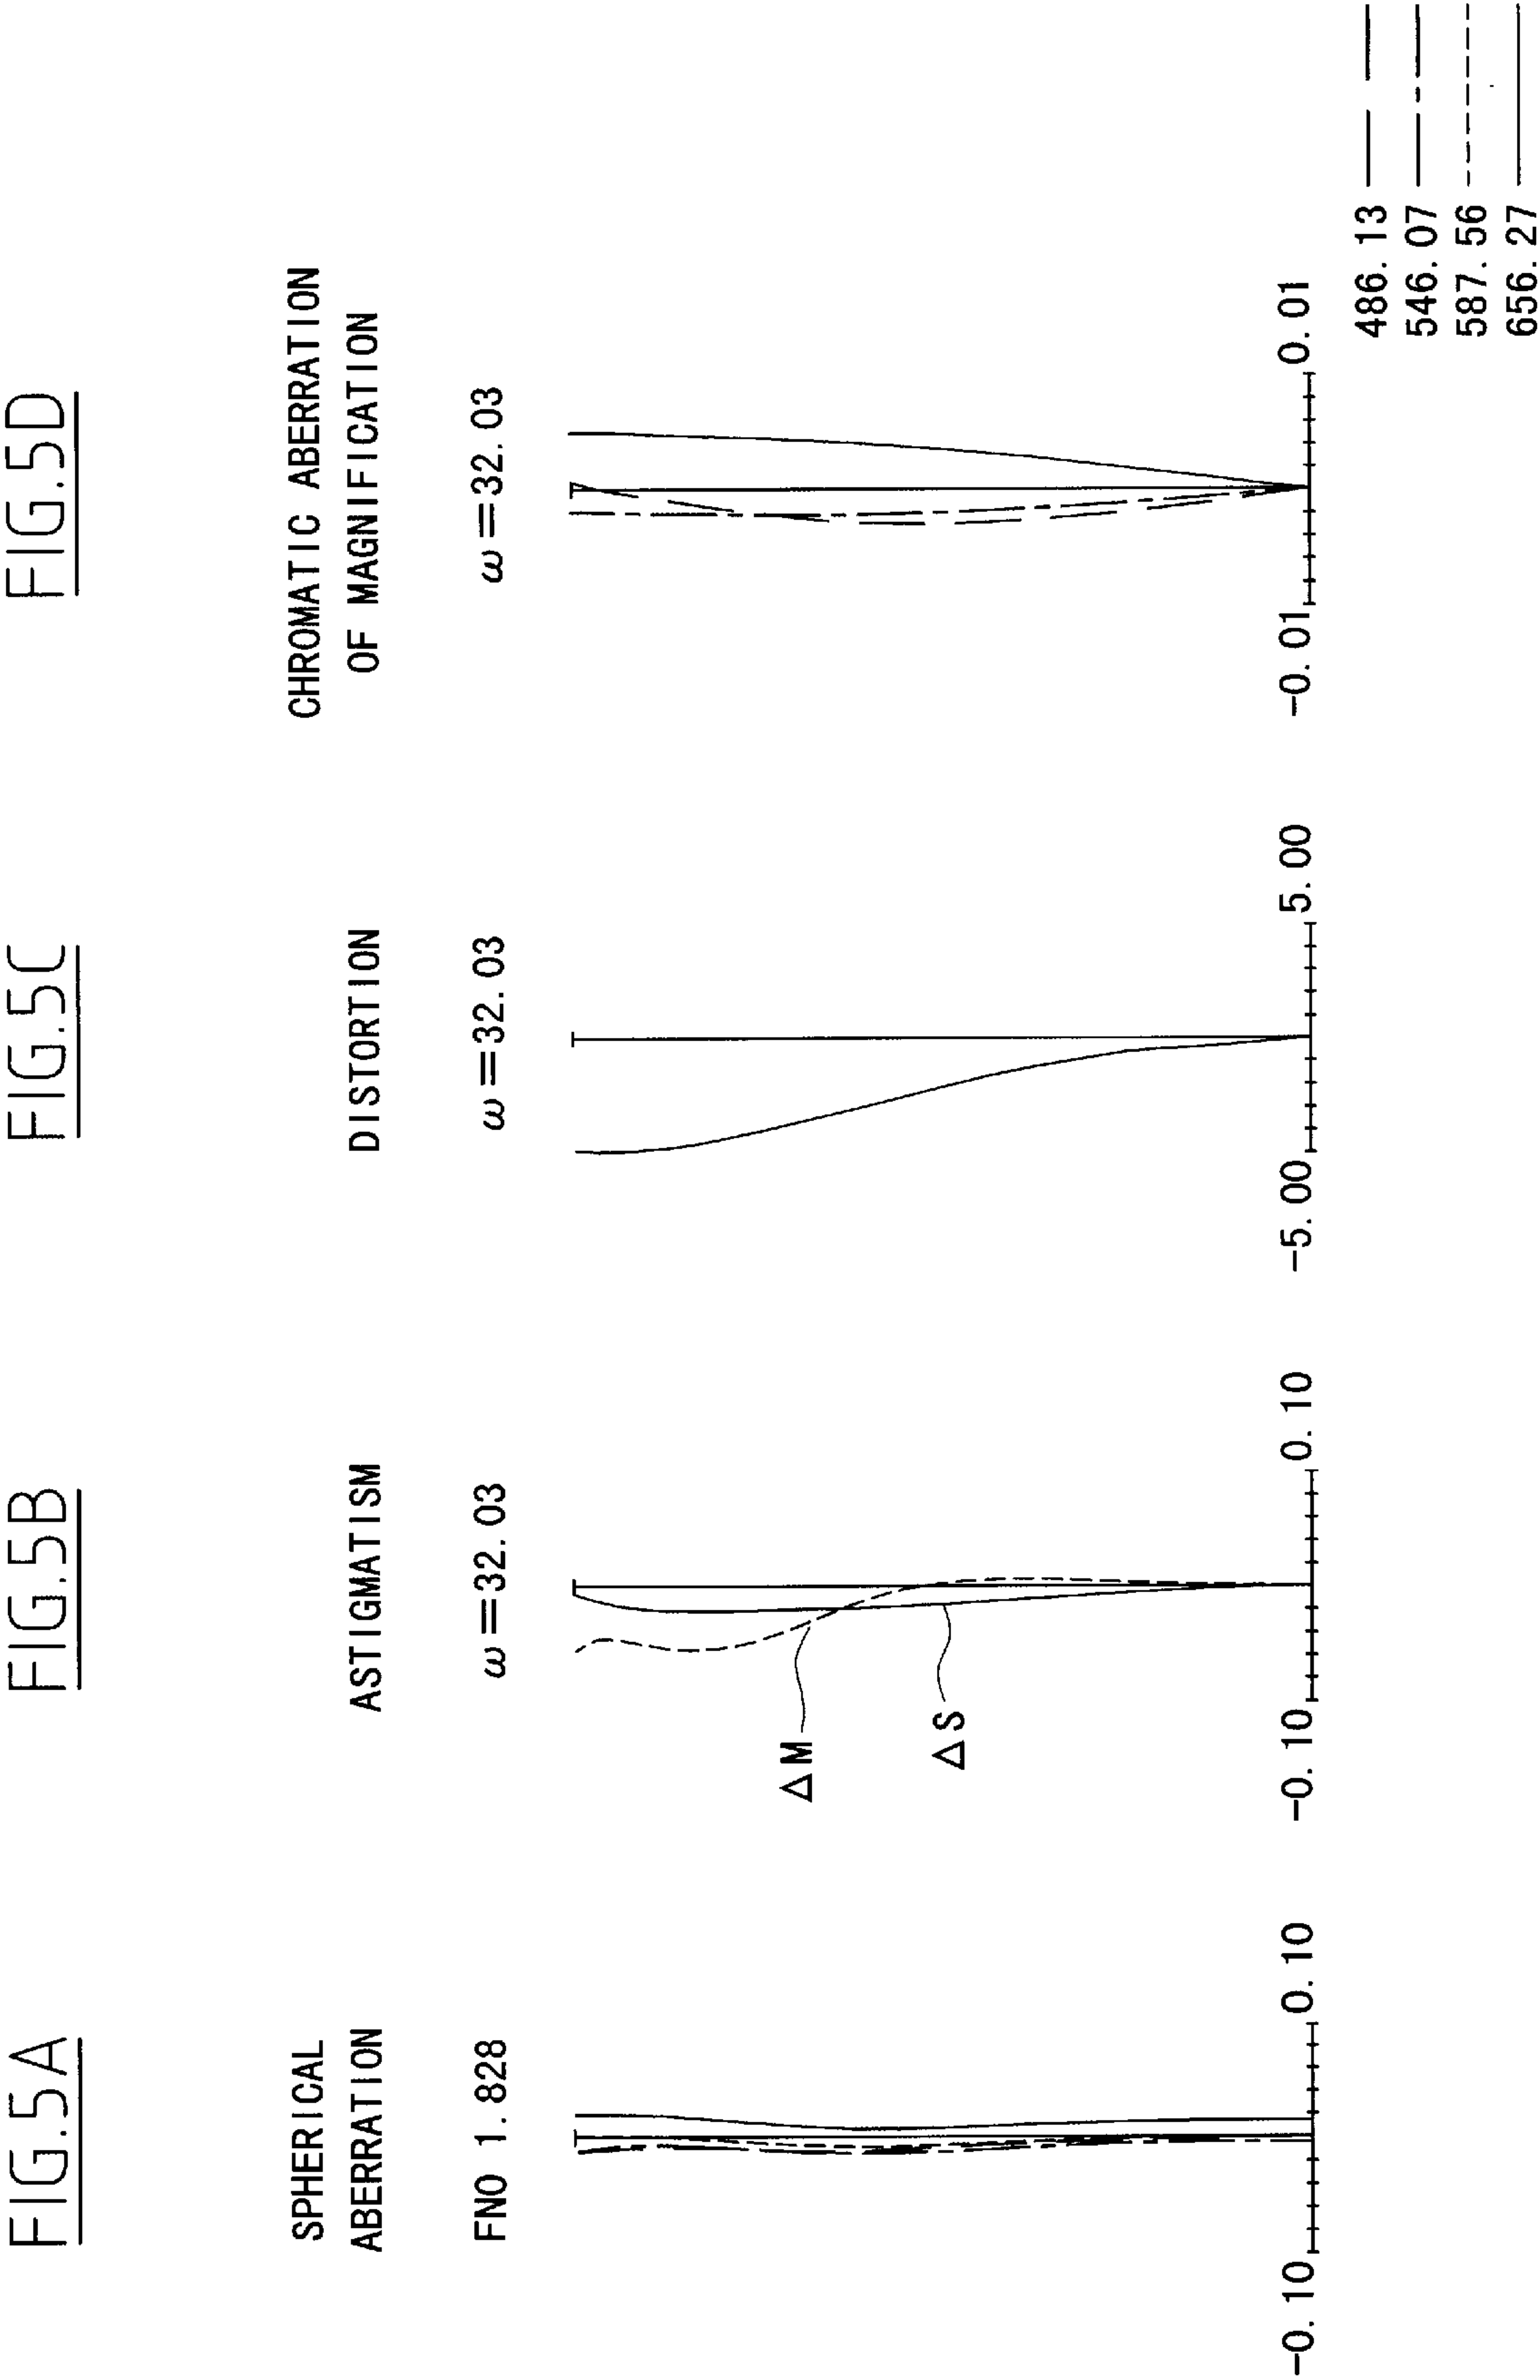 FIG.5A
SPHERICAL
ABERRATION
FNO 1.828
-0.10
0.10
FIG.5B
ASTIGMATISM
ω=32.03
ΔM
ΔS
-0.10
0.10
FIG.5C
DISTORTION
ω=32.03
-5.00
5.00
FIG.5D
CHROMATIC ABERRATION
OF MAGNIFICATION
ω=32.03
-0.01
0.01
486.13
546.07
587.56
656.27